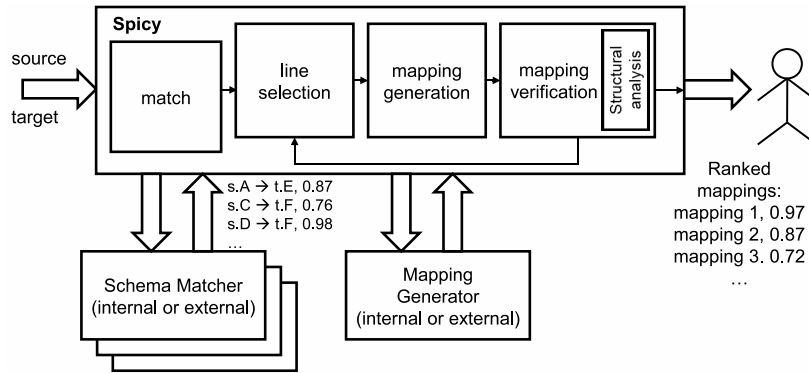 Spicy
source
target
match
line
selection
mapping
generation
mapping
verification
Structural
analysis
s.A → t.E, 0.87
s.C → t.F, 0.76
s.D → t.F, 0.98
...
Schema Matcher
(internal or external)
Mapping
Generator
(internal or external)
Ranked
mappings:
mapping 1, 0.97
mapping 2, 0.87
mapping 3. 0.72
...